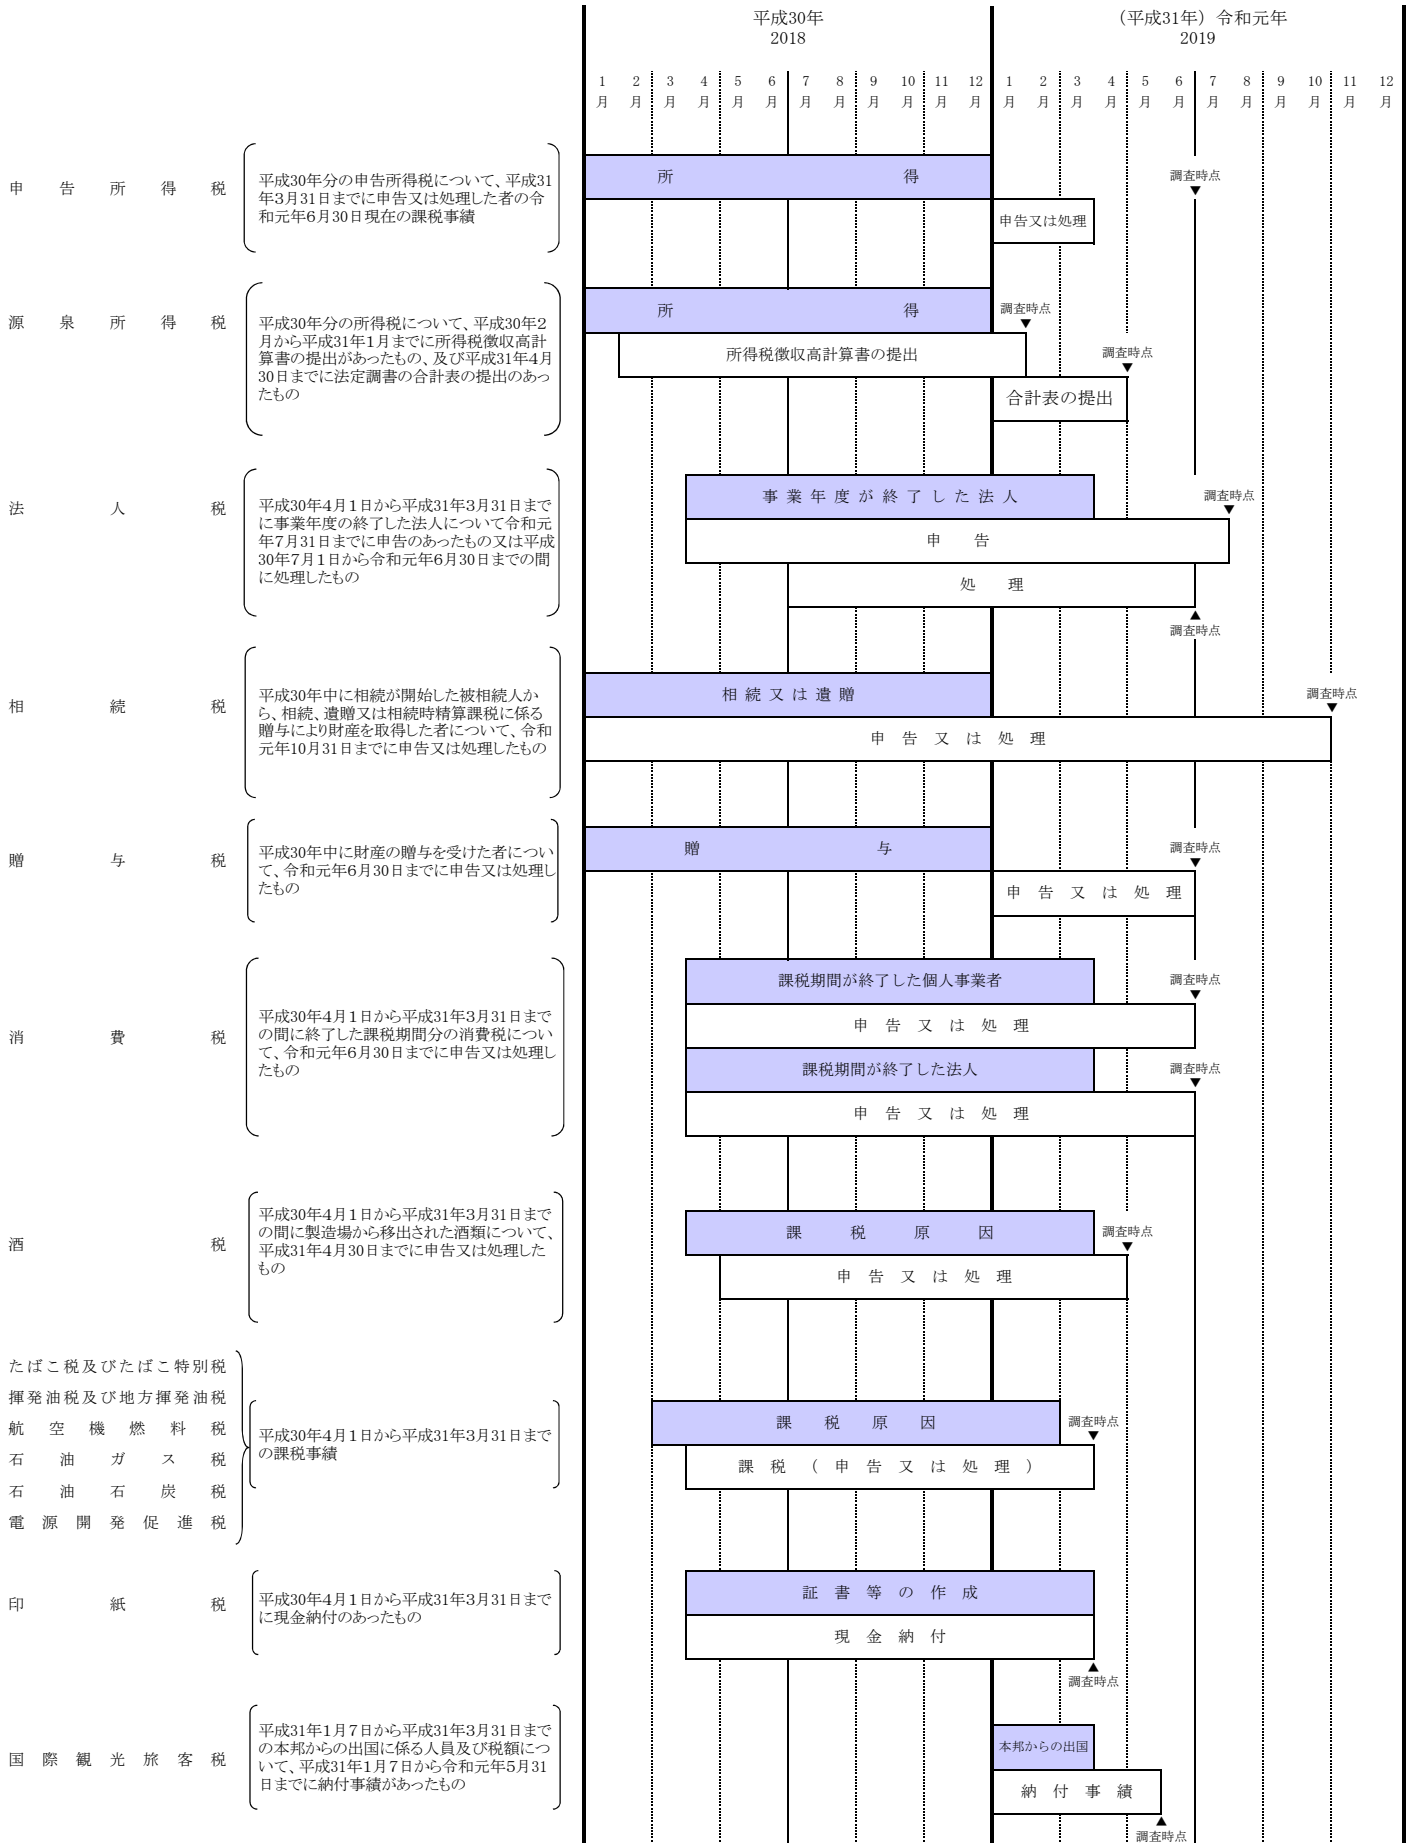 平成30年
2018
（平成31年）令和元年
2019
1 2 3 4 5 6 7 8 9 10 11 12 1 2 3 4 5 6 7 8 9 10 11 12
月 月 月 月 月 月 月 月 月 月 月 月 月 月 月 月 月 月 月 月 月 月 月 月
申告所得税
平成30年分の申告所得税について、平成31
年3月31日までに申告又は処理した者の令
和元年6月30日現在の課税事績
所得
調査時点
▼
申告又は処理
源泉所得税
平成30年分の所得税について、平成30年2
月から平成31年1月までに所得税徴収高計
算書の提出があったもの、及び平成31年4月
30日までに法定調書の合計表の提出のあっ
たもの
所得
調査時点
▼
所得税徴収高計算書の提出
調査時点
▼
合計表の提出
法人税
平成30年4月1日から平成31年3月31日まで
に事業年度の終了した法人について令和元
年7月31日までに申告のあったもの又は平成
30年7月1日から令和元年6月30日までの間
に処理したもの
事業年度が終了した法人
調査時点
▼
申告
処理
▲
調査時点
相続税
平成30年中に相続が開始した被相続人か
ら、相続、遺贈又は相続時精算課税に係る
贈与により財産を取得した者について、令和
元年10月31日までに申告又は処理したもの
相続又は遺贈
調査時点
▼
申告又は処理
贈与税
平成30年中に財産の贈与を受けた者につい
て、令和元年6月30日までに申告又は処理し
たもの
贈与
調査時点
▼
申告又は処理
消費税
平成30年4月1日から平成31年3月31日まで
の間に終了した課税期間分の消費税につい
て、令和元年6月30日までに申告又は処理し
たもの
課税期間が終了した個人事業者
調査時点
▼
申告又は処理
課税期間が終了した法人
調査時点
▼
申告又は処理
酒税
平成30年4月1日から平成31年3月31日まで
の間に製造場から移出された酒類について、
平成31年4月30日までに申告又は処理した
もの
課税原因
調査時点
▼
申告又は処理
たばこ税及びたばこ特別税
揮発油税及び地方揮発油税
航空機燃料税
石油ガス税
石油石炭税
電源開発促進税
平成30年4月1日から平成31年3月31日まで
の課税事績
課税原因
調査時点
▼
課税（申告又は処理）
印紙税
平成30年4月1日から平成31年3月31日まで
に現金納付のあったもの
証書等の作成
現金納付
▲
調査時点
国際観光旅客税
平成31年1月7日から平成31年3月31日まで
の本邦からの出国に係る人員及び税額につ
いて、平成31年1月7日から令和元年5月31
日までに納付事績があったもの
本邦からの出国
納付事績
▲
調査時点